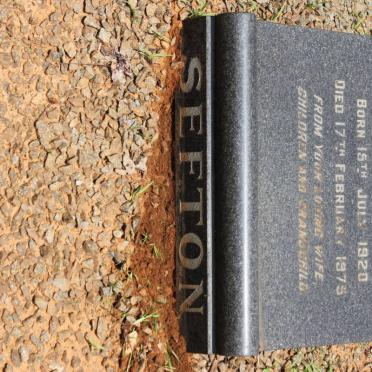 BORN 15TH JULY 1920
DIED 17TH FEBRUARY 1975
FROM YOUR LOVING WIFE,
CHILDREN AND GRANDCHILD
SEFTON